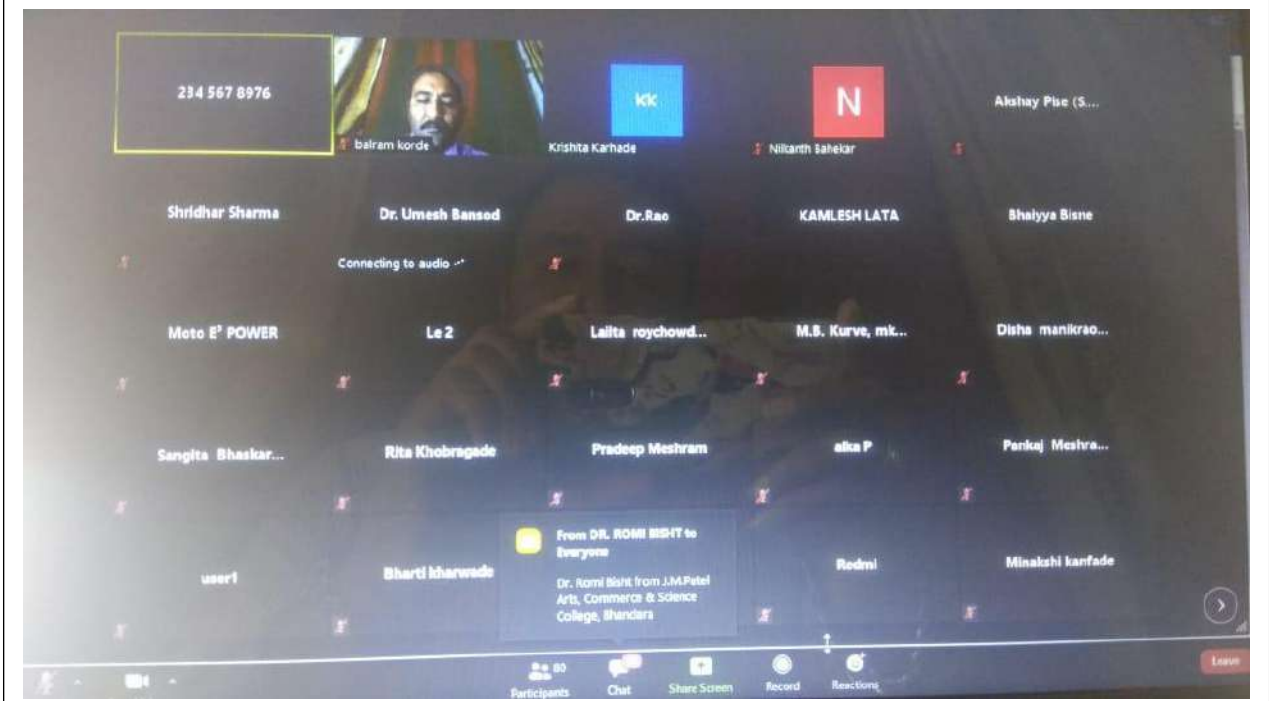 234 567 8976
balram korde
KK
Krishita Karhade
N
Nilkanth Bahekar
Akshay Pise (S....
Shridhar Sharma
Dr. Umesh Bansod
Dr.Rao
KAMLESH LATA
Bhaiyya Bisne
Connecting to audio
Moto E³ POWER
Le 2
Lalita roychowd...
M.B. Kurve, mk...
Disha manikrao...
Sangita Bhaskar...
Rita Khobragade
Pradeep Meshram
alka P
Pankaj Meshra...
user1
Bharti kharwade
From DR. ROMI BISHT to
Everyone
Dr. Romi Bisht from J.M.Patel
Arts, Commerce & Science
College, Bhandara
Redmi
Minakshi kanfade
80
Participants
Chat
Share Screen
Record
Reactions
Leave